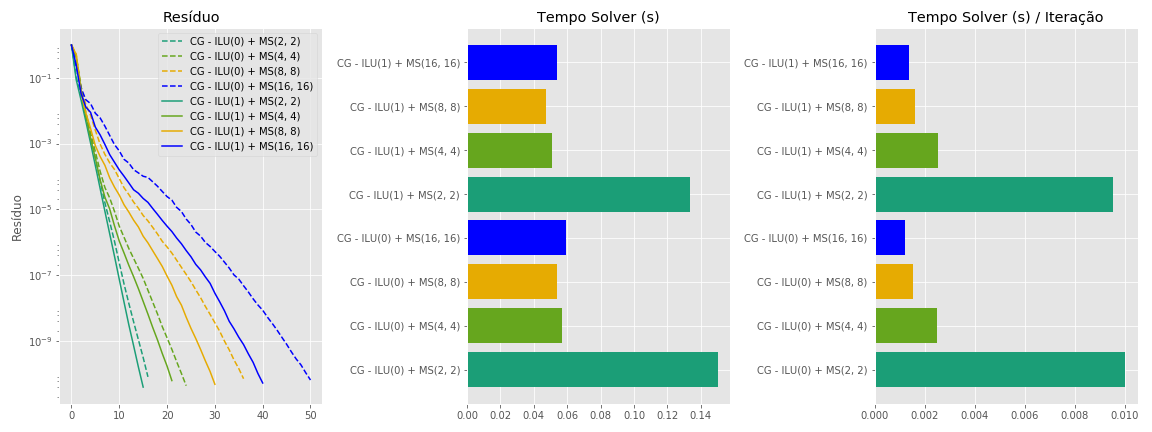 Resíduo
Resíduo
10⁻¹
10⁻³
10⁻⁵
10⁻⁷
10⁻⁹
0 10 20 30 40 50
CG - ILU(0) + MS(2, 2)
CG - ILU(0) + MS(4, 4)
CG - ILU(0) + MS(8, 8)
CG - ILU(0) + MS(16, 16)
CG - ILU(1) + MS(2, 2)
CG - ILU(1) + MS(4, 4)
CG - ILU(1) + MS(8, 8)
CG - ILU(1) + MS(16, 16)
Tempo Solver (s)
CG - ILU(1) + MS(16, 16)
CG - ILU(1) + MS(8, 8)
CG - ILU(1) + MS(4, 4)
CG - ILU(1) + MS(2, 2)
CG - ILU(0) + MS(16, 16)
CG - ILU(0) + MS(8, 8)
CG - ILU(0) + MS(4, 4)
CG - ILU(0) + MS(2, 2)
0.00 0.02 0.04 0.06 0.08 0.10 0.12 0.14
Tempo Solver (s) / Iteração
CG - ILU(1) + MS(16, 16)
CG - ILU(1) + MS(8, 8)
CG - ILU(1) + MS(4, 4)
CG - ILU(1) + MS(2, 2)
CG - ILU(0) + MS(16, 16)
CG - ILU(0) + MS(8, 8)
CG - ILU(0) + MS(4, 4)
CG - ILU(0) + MS(2, 2)
0.000 0.002 0.004 0.006 0.008 0.010